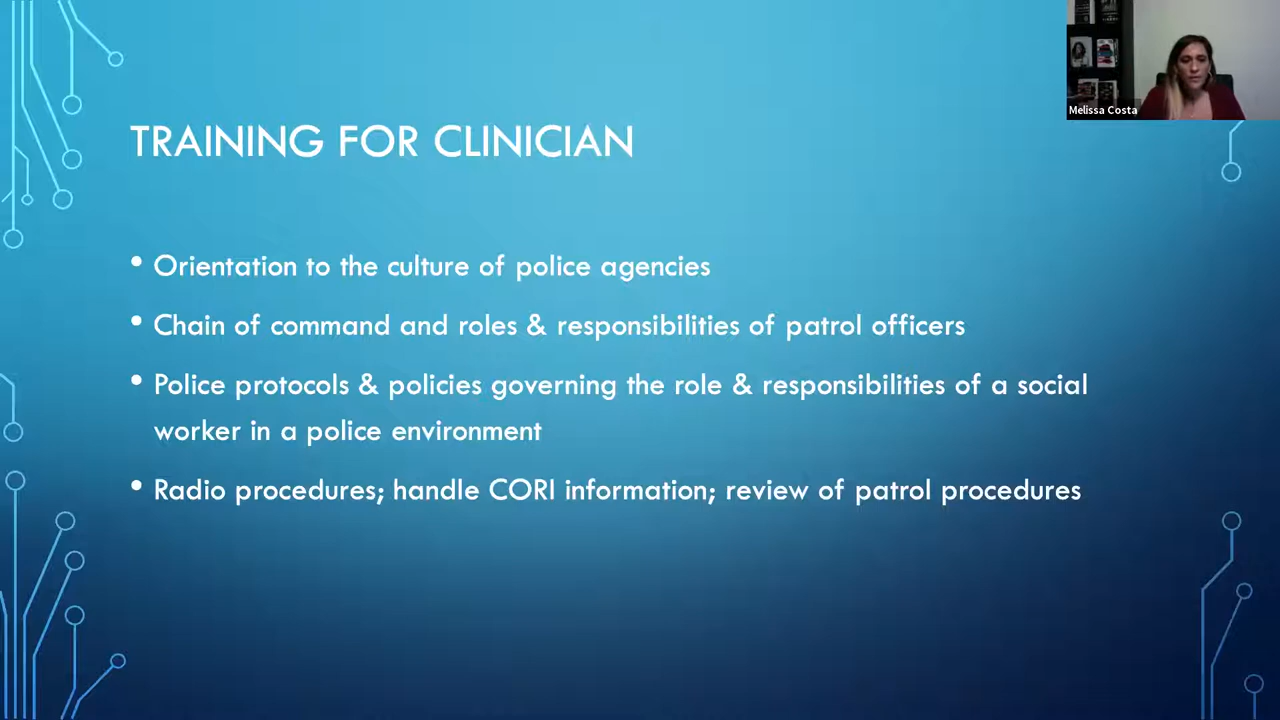 Melissa Costa
TRAINING FOR CLINICIAN
• Orientation to the culture of police agencies
• Chain of command and roles & responsibilities of patrol officers
• Police protocols & policies governing the role & responsibilities of a social
worker in a police environment
• Radio procedures; handle CORI information; review of patrol procedures